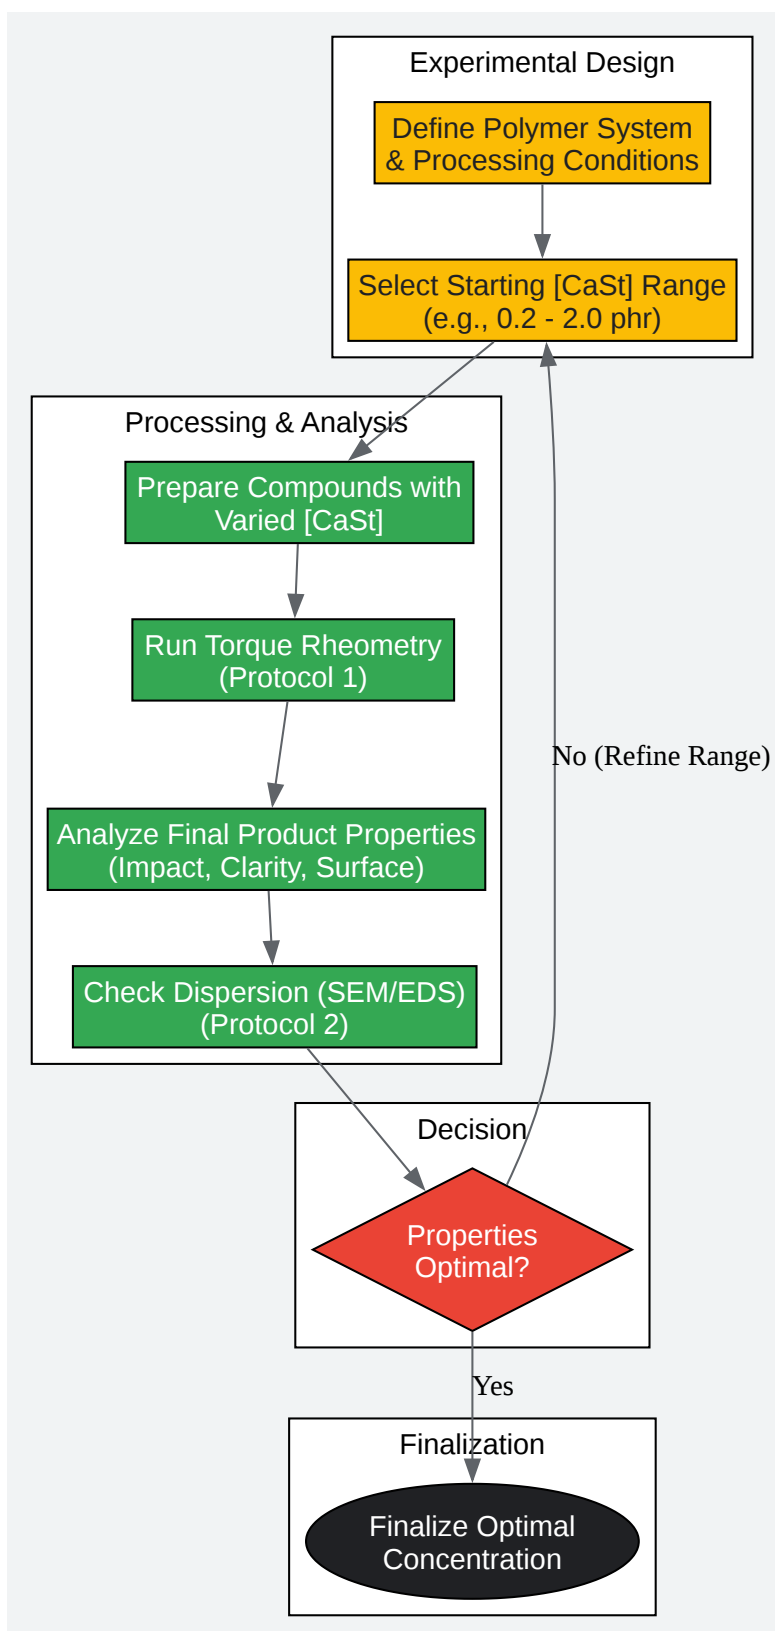 Experimental Design
Define Polymer System
& Processing Conditions
Select Starting [CaSt] Range
(e.g., 0.2 - 2.0 phr)
Processing & Analysis
Prepare Compounds with
Varied [CaSt]
Run Torque Rheometry
(Protocol 1)
No (Refine Range)
Analyze Final Product Properties
(Impact, Clarity, Surface)
Check Dispersion (SEM/EDS)
(Protocol 2)
Decision
Properties
Optimal?
Yes
Finalization
Finalize Optimal
Concentration